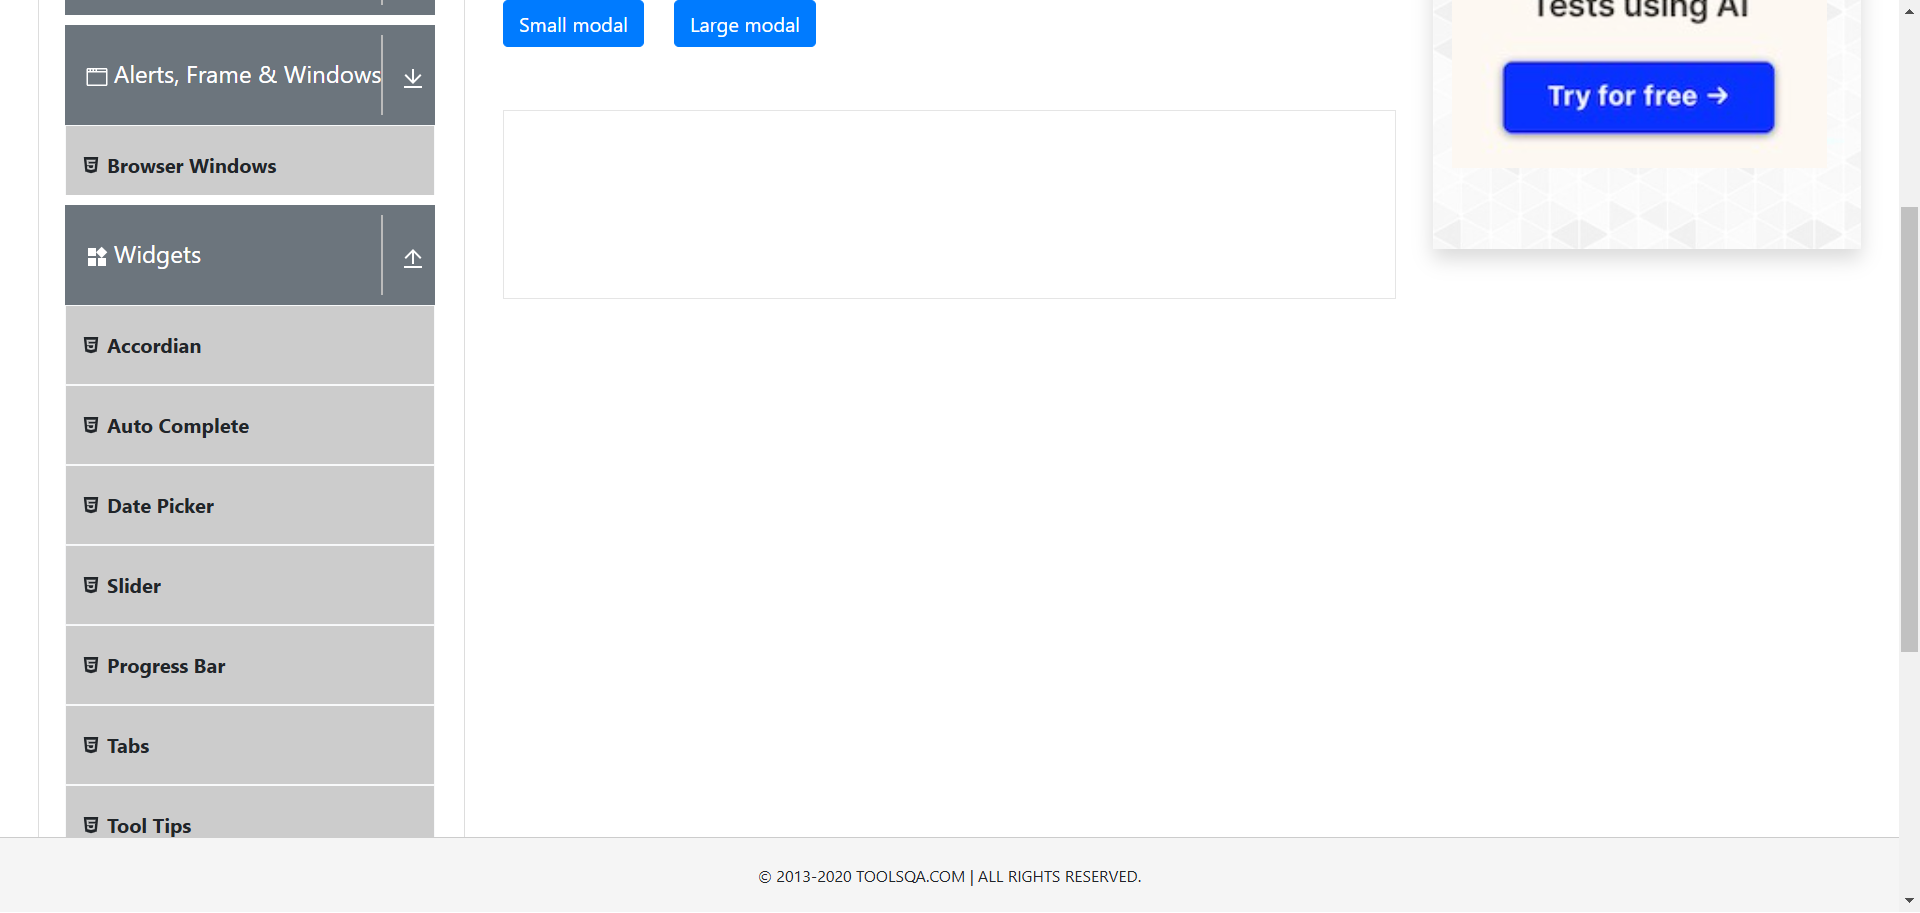 Alerts, Frame & Windows
Browser Windows
Widgets
Accordian
Auto Complete
Date Picker
Slider
Progress Bar
Tabs
Tool Tips
Small modal
Large modal
Tests using AI
Try for free →
© 2013-2020 TOOLSQA.COM | ALL RIGHTS RESERVED.